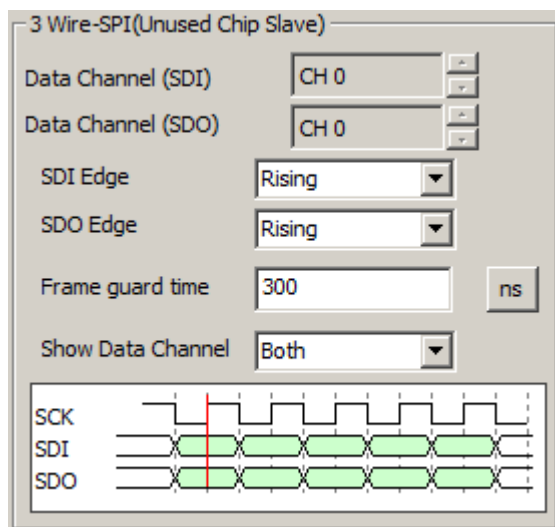 3 Wire-SPI(Unused Chip Slave)
Data Channel (SDI) CH 0
Data Channel (SDO) CH 0
SDI Edge Rising
SDO Edge Rising
Frame guard time 300 ns
Show Data Channel Both
SCK
SDI
SDO